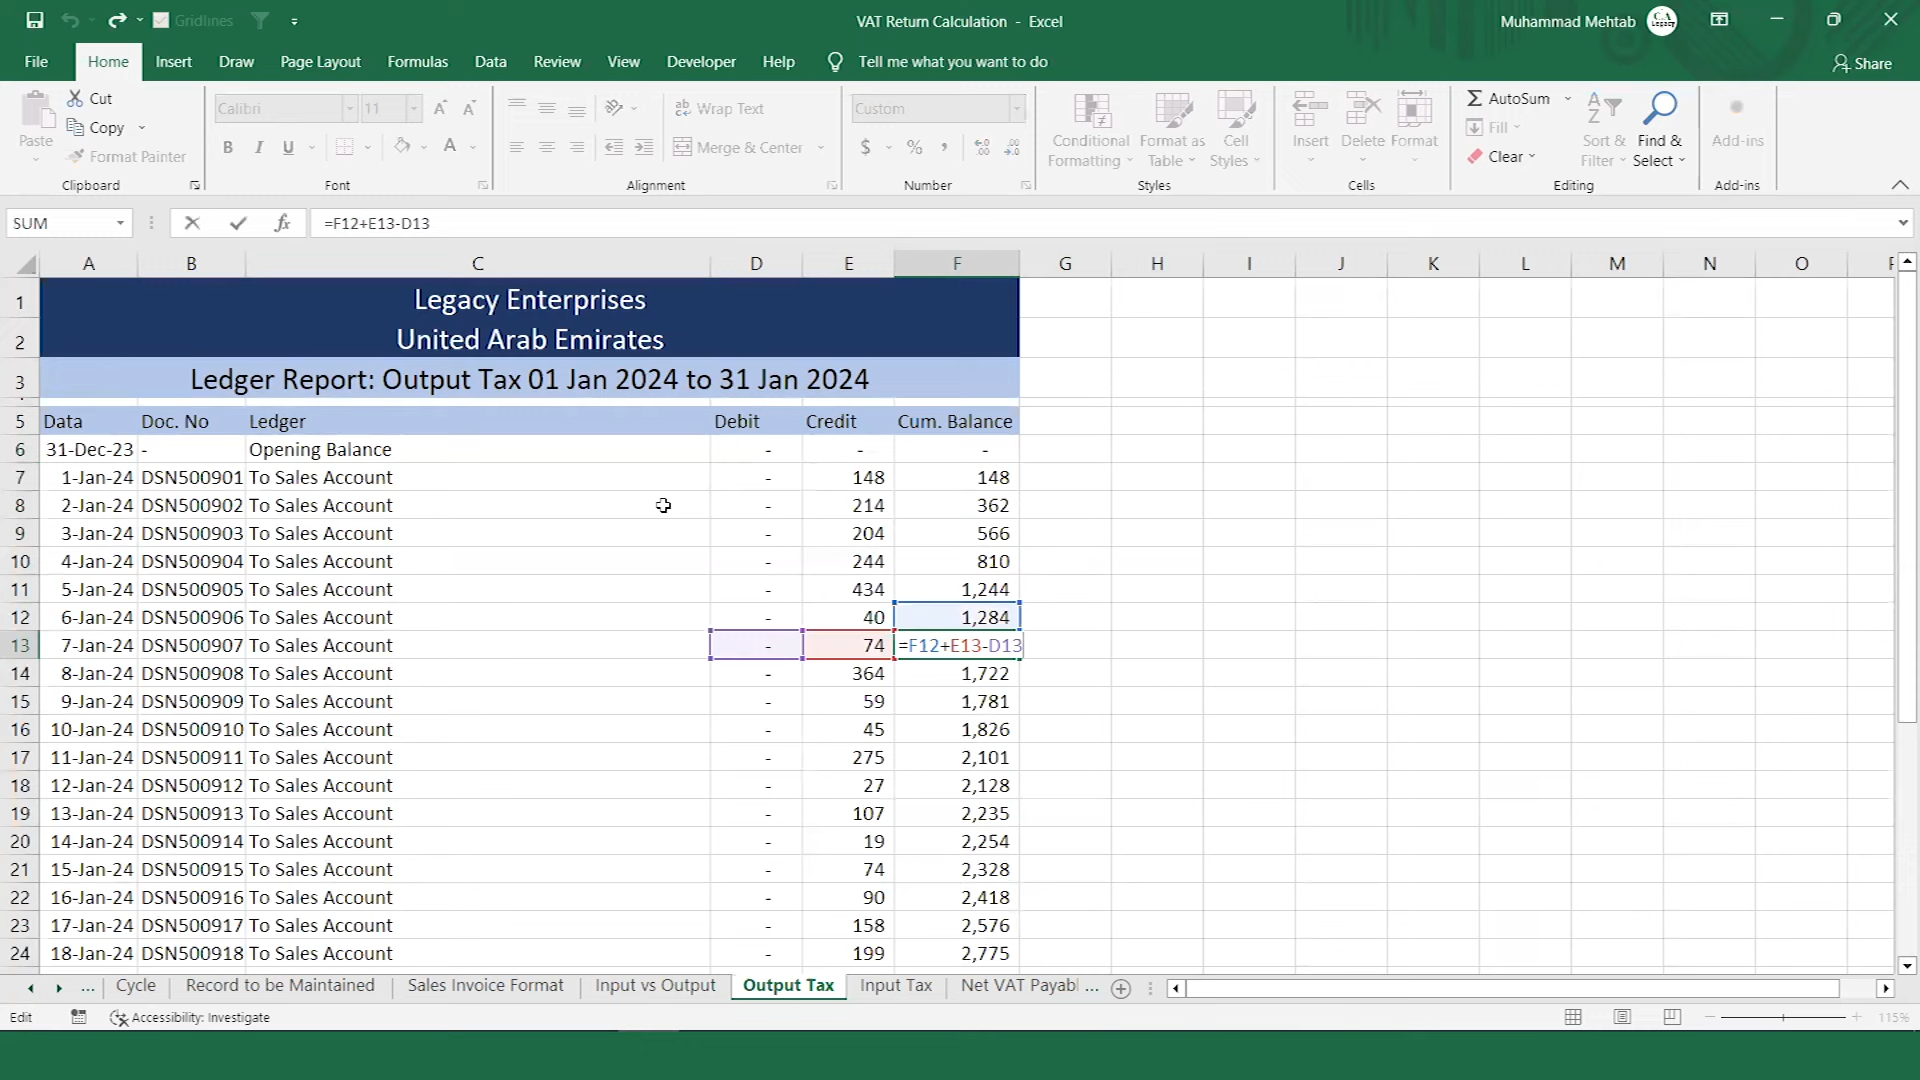 Gridlines
VAT Return Calculation - Excel
Muhammad Mehtab
CA Legacy
File Home Insert Draw Page Layout Formulas Data Review View Developer Help Tell me what you want to do Share
Paste
Cut
Copy
Format Painter
Clipboard
Calibri 11
B I U A
Font
Wrap Text
Merge & Center
Alignment
Custom
$ % ,
Number
Conditional Formatting
Format as Table
Cell Styles
Styles
Insert Delete Format
Cells
AutoSum
Fill
Clear
Sort & Filter
Find & Select
Editing
Add-ins
Add-ins
SUM fx =F12+E13-D13
A B C D E F G H I J K L M N O
1 Legacy Enterprises
2 United Arab Emirates
3 Ledger Report: Output Tax 01 Jan 2024 to 31 Jan 2024
5 Data Doc. No Ledger Debit Credit Cum. Balance
6 31-Dec-23 - Opening Balance - - -
7 1-Jan-24 DSN500901 To Sales Account - 148 148
8 2-Jan-24 DSN500902 To Sales Account - 214 362
9 3-Jan-24 DSN500903 To Sales Account - 204 566
10 4-Jan-24 DSN500904 To Sales Account - 244 810
11 5-Jan-24 DSN500905 To Sales Account - 434 1,244
12 6-Jan-24 DSN500906 To Sales Account - 40 1,284
13 7-Jan-24 DSN500907 To Sales Account - 74 =F12+E13-D13
14 8-Jan-24 DSN500908 To Sales Account - 364 1,722
15 9-Jan-24 DSN500909 To Sales Account - 59 1,781
16 10-Jan-24 DSN500910 To Sales Account - 45 1,826
17 11-Jan-24 DSN500911 To Sales Account - 275 2,101
18 12-Jan-24 DSN500912 To Sales Account - 27 2,128
19 13-Jan-24 DSN500913 To Sales Account - 107 2,235
20 14-Jan-24 DSN500914 To Sales Account - 19 2,254
21 15-Jan-24 DSN500915 To Sales Account - 74 2,328
22 16-Jan-24 DSN500916 To Sales Account - 90 2,418
23 17-Jan-24 DSN500917 To Sales Account - 158 2,576
24 18-Jan-24 DSN500918 To Sales Account - 199 2,775
... Cycle Record to be Maintained Sales Invoice Format Input vs Output Output Tax Input Tax Net VAT Payabl ...
Edit Accessibility: Investigate 115%